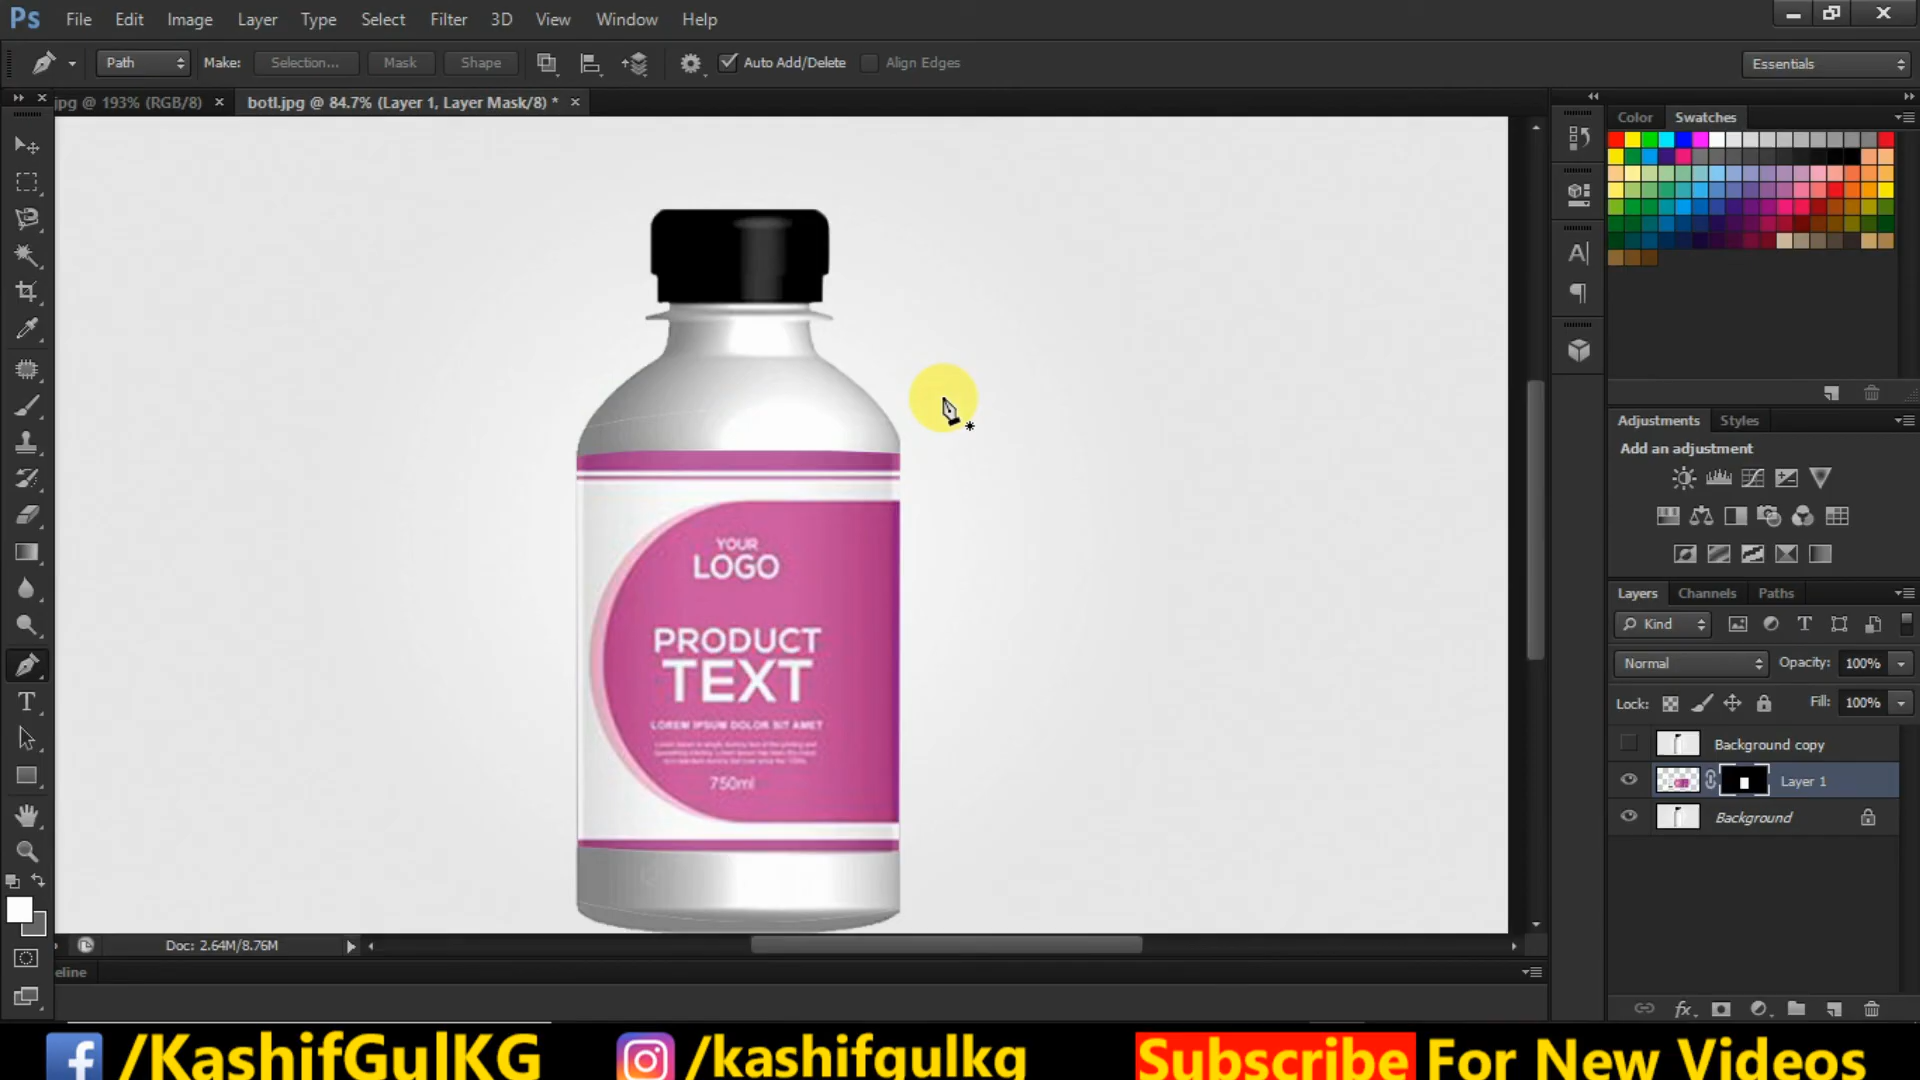 Ps File Edit Image Layer Type Select Filter 3D View Window Help
Path Make: Selection... Mask Shape Auto Add/Delete Align Edges Essentials
jpg @ 193% (RGB/8) × botl.jpg @ 84.7% (Layer 1, Layer Mask/8) * ×
Color Swatches
YOUR
LOGO
PRODUCT
TEXT
LOREM IPSUM DOLOR SIT AMET
750ml
Adjustments Styles
Add an adjustment
Layers Channels Paths
Kind
Normal Opacity: 100%
Lock: Fill: 100%
Background copy
Layer 1
Background
Doc: 2.64M/8.76M
eline
/KashifGulKG /kashifgulkg Subscribe For New Videos